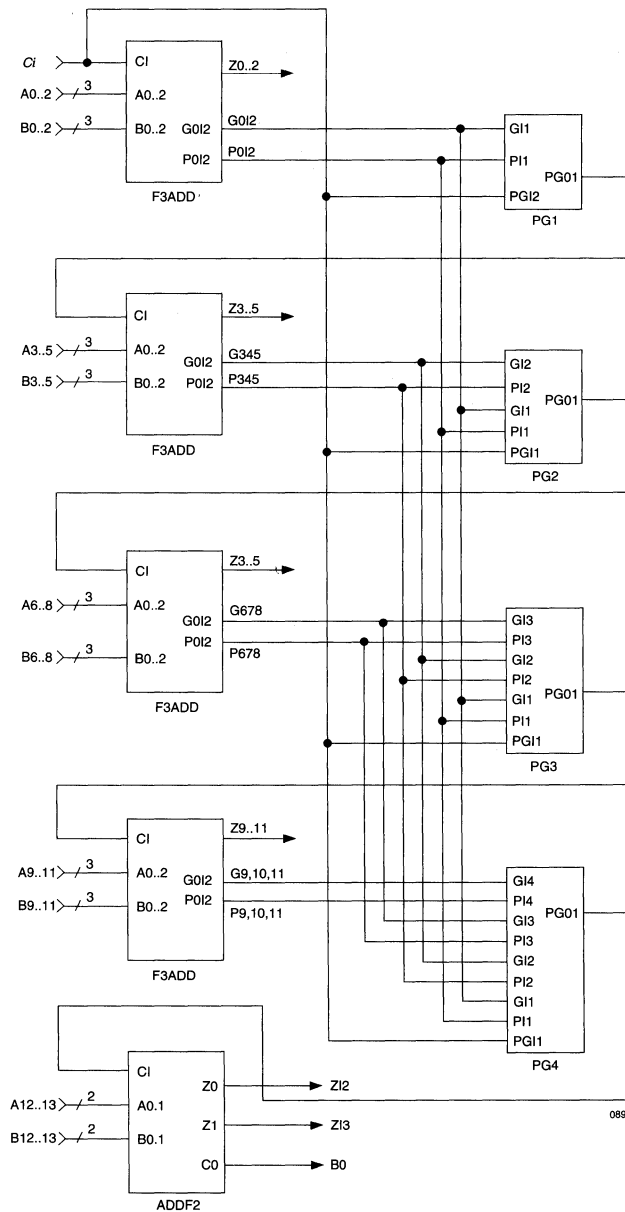 Ci
CI
Z0..2
A0..2
3
A0..2
B0..2
3
B0..2
G0I2
G0I2
GI1
P0I2
P0I2
PI1
PG01
PGI2
F3ADD
PG1
CI
Z3..5
A3..5
3
A0..2
G0I2
G345
GI2
B3..5
3
B0..2
P0I2
P345
PI2
PG01
GI1
PI1
PGI1
F3ADD
PG2
CI
Z3..5
A6..8
3
A0..2
G0I2
G678
GI3
P0I2
PI3
B6..8
3
B0..2
P678
GI2
PI2
PG01
GI1
PI1
PGI1
F3ADD
PG3
CI
Z9..11
A9..11
3
A0..2
G0I2
G9,10,11
GI4
B9..11
3
B0..2
P0I2
P9,10,11
PI4
PG01
GI3
PI3
GI2
PI2
GI1
PI1
PGI1
F3ADD
PG4
CI
Z0
ZI2
A12..13
2
A0.1
Z1
ZI3
B12..13
2
B0.1
C0
B0
ADDF2
089